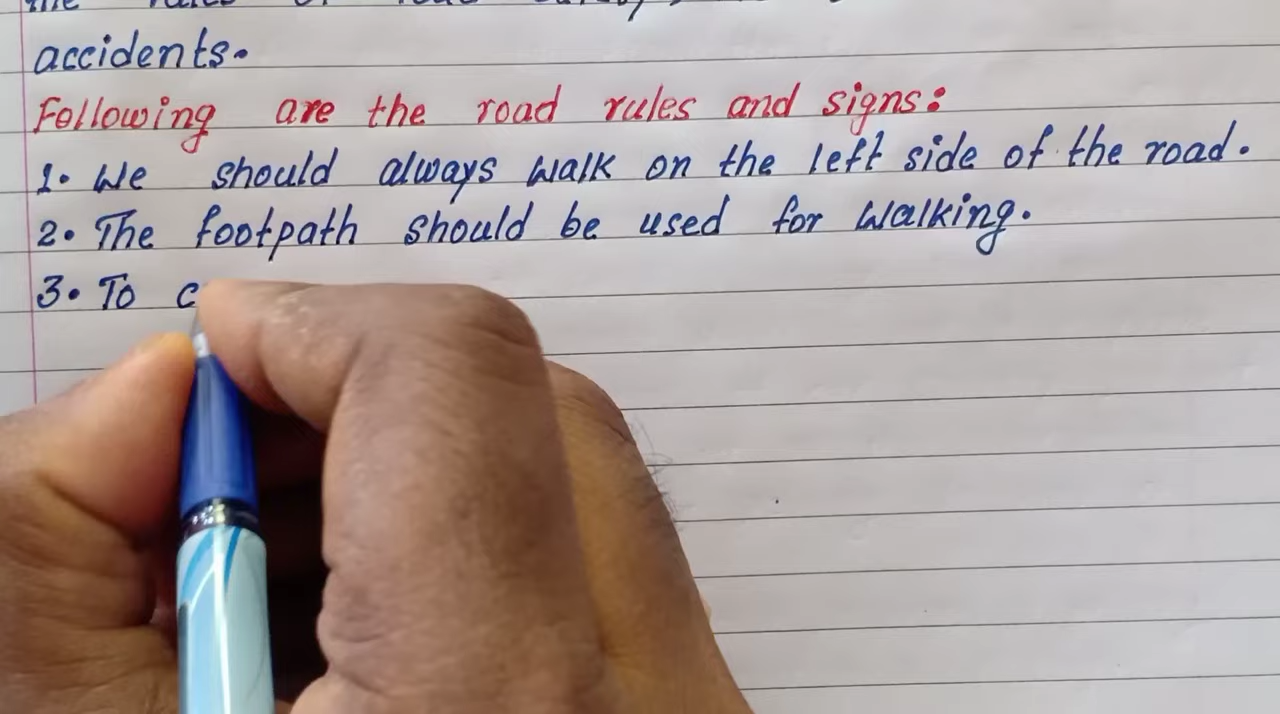 accidents.
Following are the road rules and signs:
1. We should always walk on the left side of the road.
2. The footpath should be used for walking.
3. To c